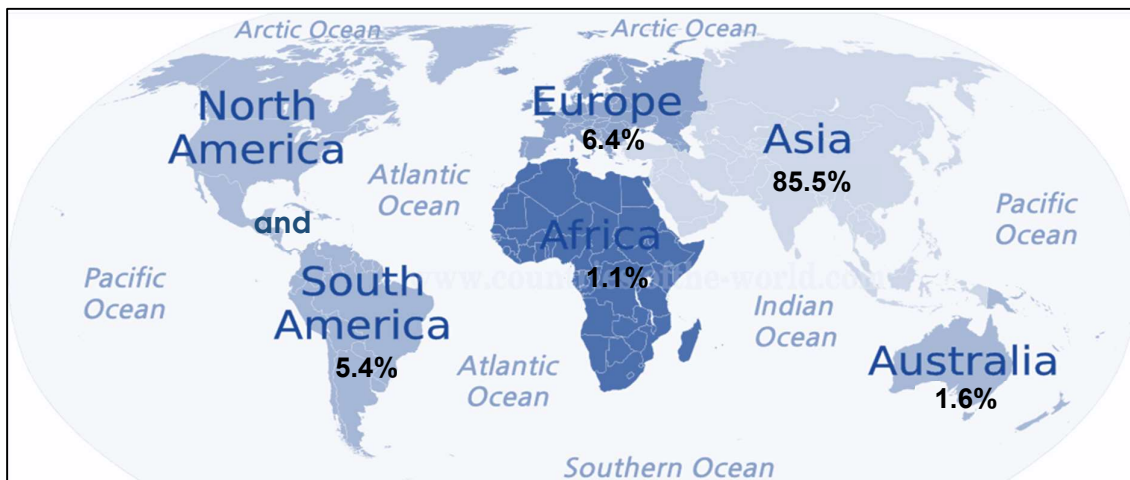 Arctic Ocean
Arctic Ocean
North
America
Europe
6.4%
Asia
85.5%
Atlantic
Ocean
Pacific
Ocean
and
Africa
1.1%
Pacific
Ocean
South
America
5.4%
Indian
Ocean
Atlantic
Ocean
Australia
1.6%
Southern Ocean